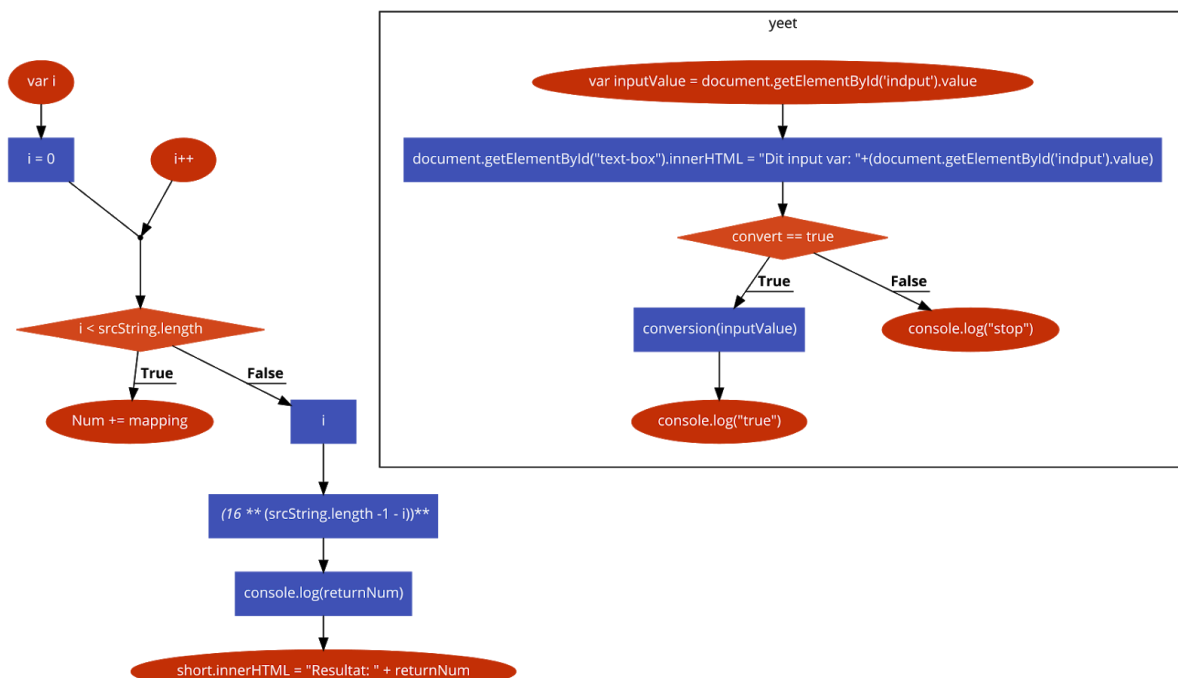 yeet
var i
var inputValue = document.getElementById('indput').value
i = 0
i++
document.getElementById("text-box").innerHTML = "Dit input var: "+(document.getElementById('indput').value)
convert == true
True
False
i < srcString.length
conversion(inputValue)
console.log("stop")
True
False
Num += mapping
i
console.log("true")
(16 ** (srcString.length -1 - i))**
console.log(returnNum)
short.innerHTML = "Resultat: " + returnNum